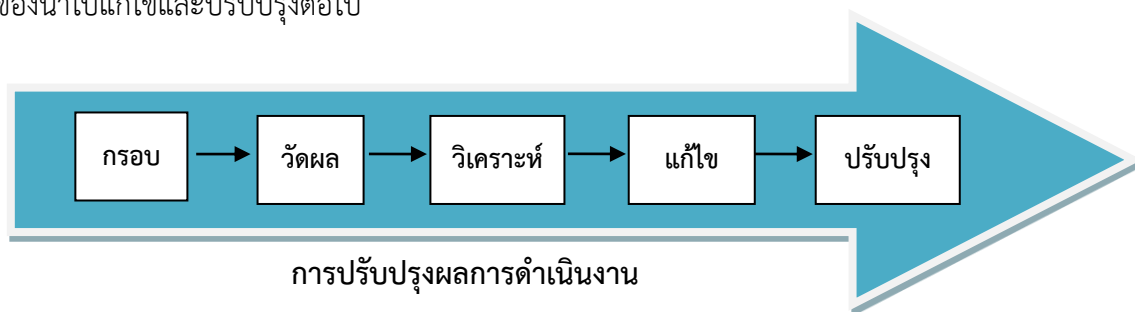 ของนำไปแก้ไขและปรับปรุงต่อไป
กรอบ
วัดผล
วิเคราะห์
แก้ไข
ปรับปรุง
การปรับปรุงผลการดำเนินงาน